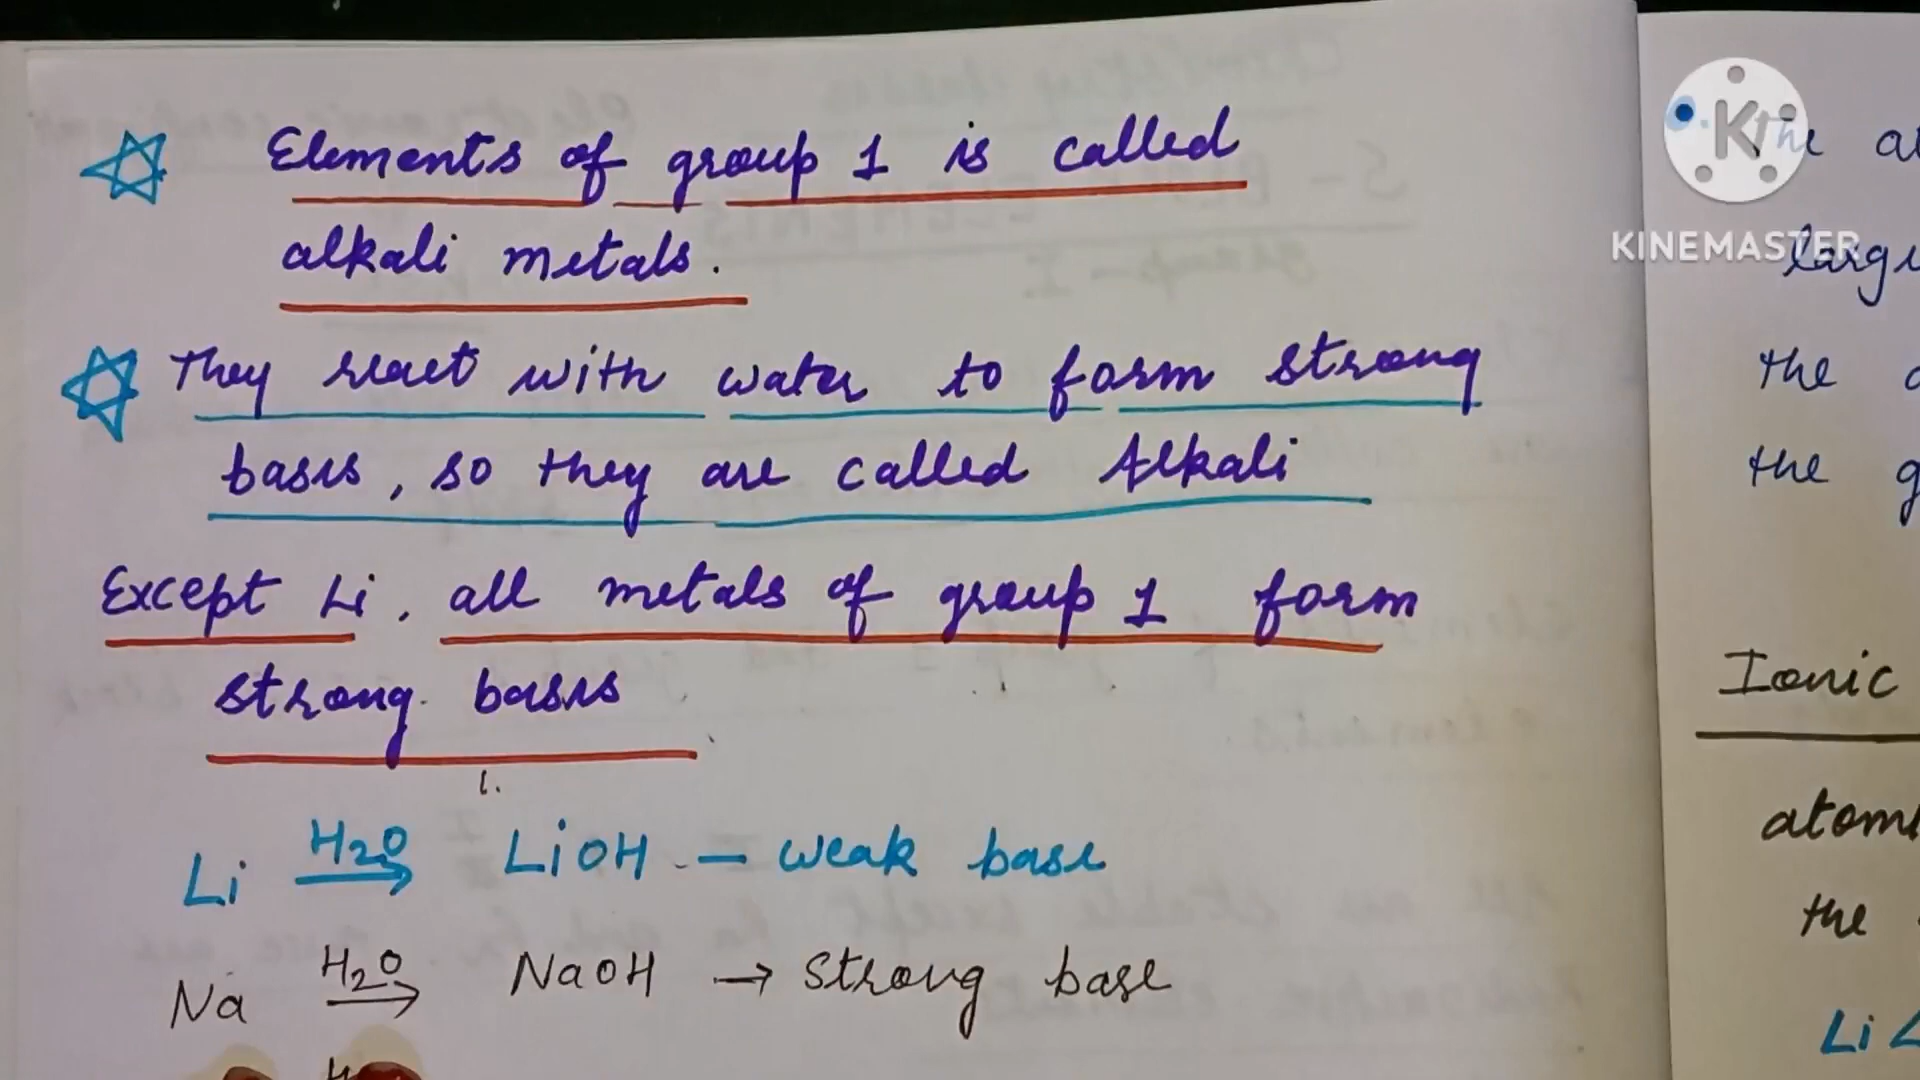 Elements of group 1 is called
alkali metals.
They react with water to form strong
bases, so they are called Alkali
Except Li, all metals of group 1 form
strong bases
Li H2O → LiOH - weak base
Na H2O → NaOH → Strong base
the
the
the
Ionic
the
Li <
K
KINEMASTER